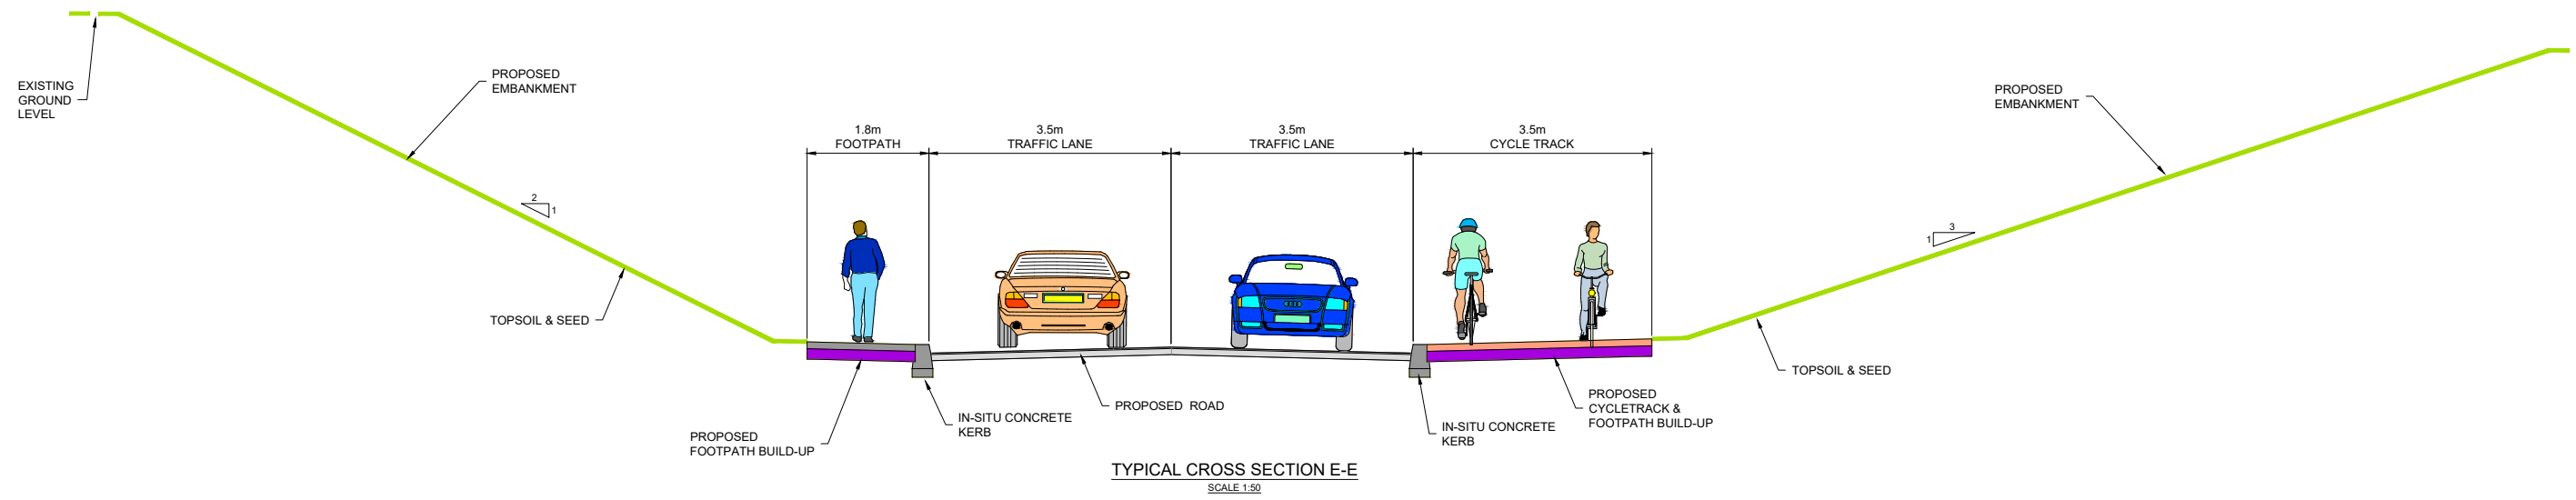 EXISTING
GROUND
LEVEL
PROPOSED
EMBANKMENT
2
1
TOPSOIL & SEED
1.8m
FOOTPATH
3.5m
TRAFFIC LANE
3.5m
TRAFFIC LANE
3.5m
CYCLE TRACK
PROPOSED
EMBANKMENT
3
1
TOPSOIL & SEED
PROPOSED
FOOTPATH BUILD-UP
IN-SITU CONCRETE
KERB
PROPOSED ROAD
IN-SITU CONCRETE
KERB
PROPOSED
CYCLETRACK &
FOOTPATH BUILD-UP
TYPICAL CROSS SECTION E-E
SCALE 1:50